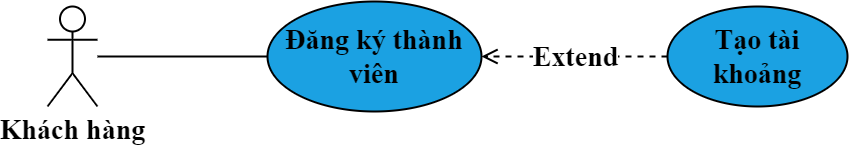 Đăng ký thành
viên
Extend
Tạo tài
khoảng
Khách hàng